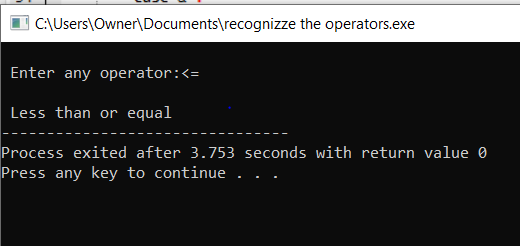 C:\Users\Owner\Documents\recognizze the operators.exe
Enter any operator:<=
Less than or equal
--------------------------------
Process exited after 3.753 seconds with return value 0
Press any key to continue . . .